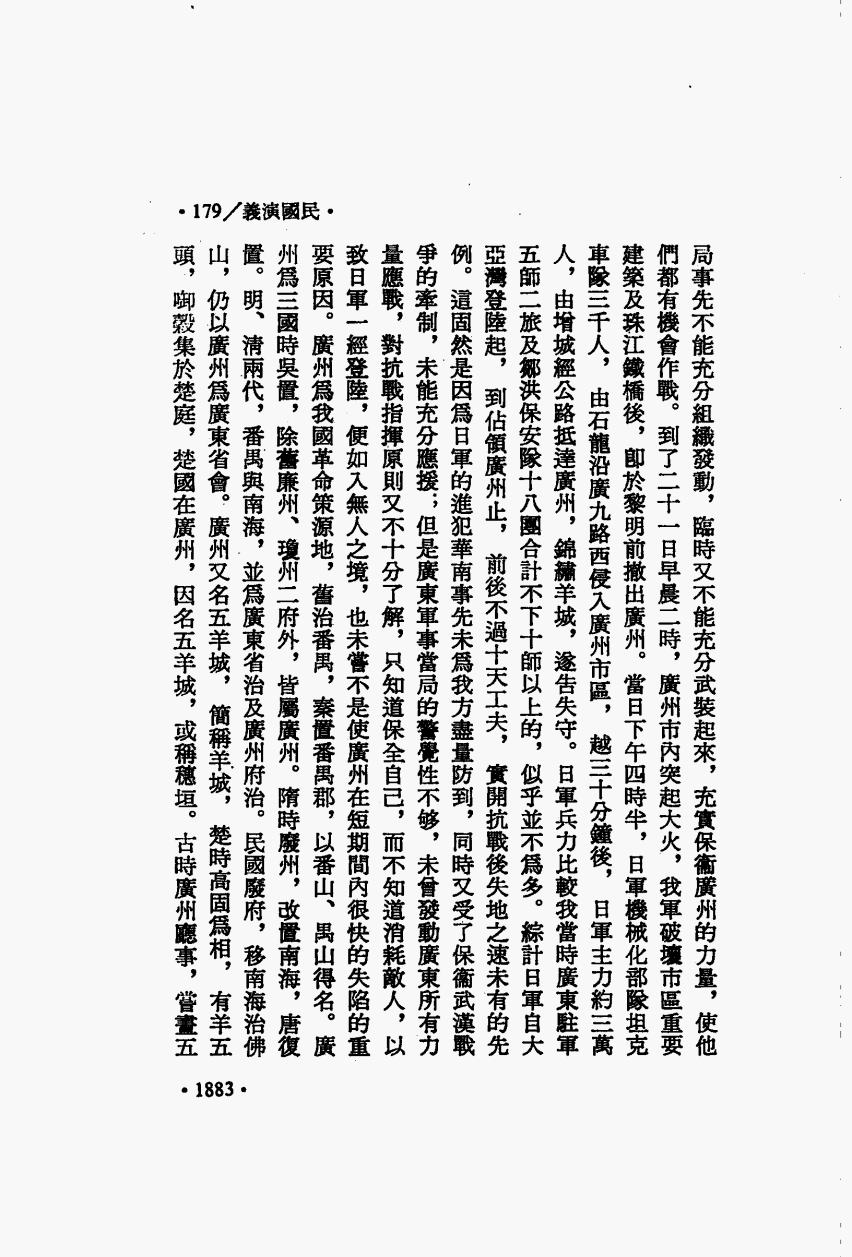 •179／義演國民•
局事先不能充分組織發動，臨時又不能充分武裝起來，充實保衞廣州的力量，使他
們都有機會作戰。到了二十一日早晨二時，廣州市內突起大火，我軍破壞市區重要
建築及珠江鐵橋後，卽於黎明前撤出廣州。當日下午四時半，日軍機械化部隊坦克
車隊三千人，由石龍沿廣九路西侵入廣州市區，越三十分鐘後，日軍主力約三萬
人，由增城經公路抵達廣州，錦繡羊城，遂告失守。日軍兵力比較我當時廣東駐軍
五師二旅及鄒洪保安隊十八團合計不下十師以上的，似乎並不爲多。綜計日軍自大
亞灣登陸起，到佔領廣州止，前後不過十天工夫，實開抗戰後失地之速未有的先
例。這固然是因爲日軍的進犯華南事先未爲我方盡量防到，同時又受了保衞武漢戰
爭的牽制，未能充分應援；但是廣東軍事當局的警覺性不够，未曾發動廣東所有力
量應戰，對抗戰指揮原則又不十分了解，只知道保全自己，而不知道消耗敵人，以
致日軍一經登陸，便如入無人之境，也未嘗不是使廣州在短期間內很快的失陷的重
要原因。廣州爲我國革命策源地，舊治番禺，秦置番禺郡，以番山、禺山得名。廣
州爲三國時吳置，除舊廉州、瓊州二府外，皆屬廣州。隋時廢州，改置南海，唐復
置。明、清兩代，番禺與南海，並爲廣東省治及廣州府治。民國廢府，移南海治佛
山，仍以廣州爲廣東省會。廣州又名五羊城，簡稱羊城，楚時高固爲相，有羊五
頭，啣穀集於楚庭，楚國在廣州，因名五羊城，或稱穗垣。古時廣州廳事，嘗畫五
•1883•